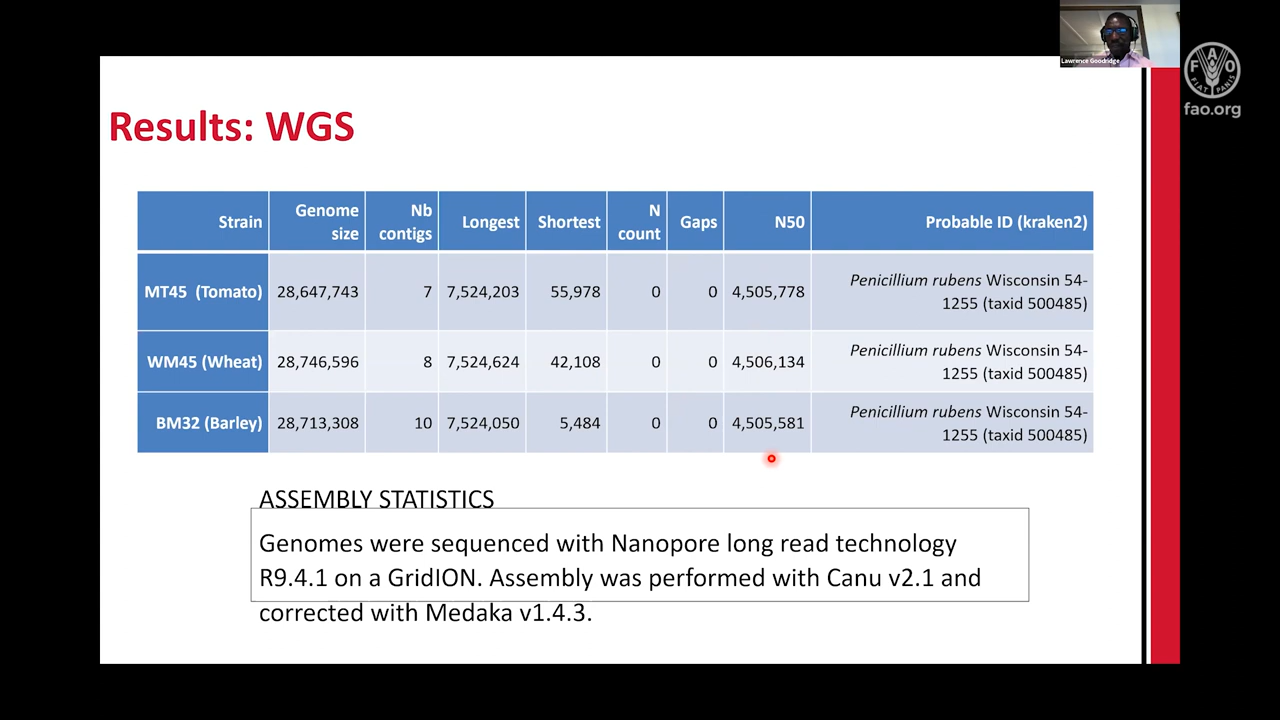 Lawrence Goodridge
F A O
FIAT PANIS
fao.org
Results: WGS
Strain Genome size Nb contigs Longest Shortest N count Gaps N50 Probable ID (kraken2)
MT45 (Tomato) 28,647,743 7 7,524,203 55,978 0 0 4,505,778 Penicillium rubens Wisconsin 54-
1255 (taxid 500485)
WM45 (Wheat) 28,746,596 8 7,524,624 42,108 0 0 4,506,134 Penicillium rubens Wisconsin 54-
1255 (taxid 500485)
BM32 (Barley) 28,713,308 10 7,524,050 5,484 0 0 4,505,581 Penicillium rubens Wisconsin 54-
1255 (taxid 500485)
ASSEMBLY STATISTICS
Genomes were sequenced with Nanopore long read technology
R9.4.1 on a GridION. Assembly was performed with Canu v2.1 and
corrected with Medaka v1.4.3.